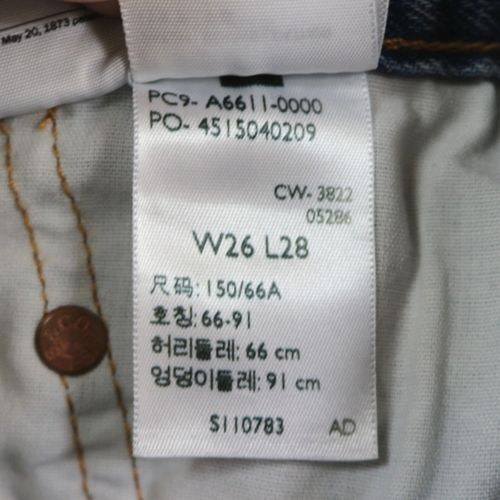 May 20, 1873
PC9- A6611-0000
PO- 4515040209
CW- 3822
05286
W26 L28
尺码: 150/66A
호칭: 66-91
허리둘레: 66 cm
엉덩이둘레: 91 cm
S110783 AD